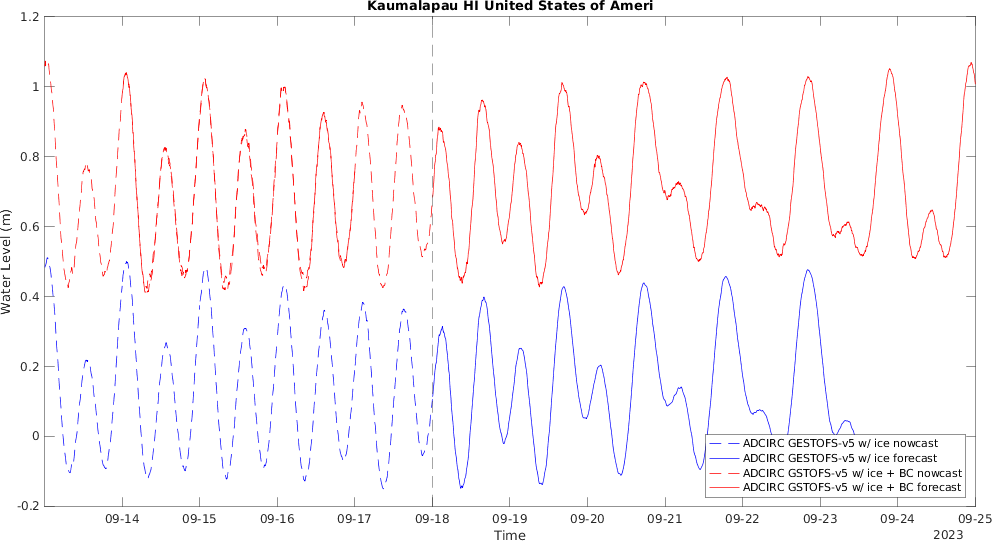 Kaumalapau HI United States of Ameri
Water Level (m)
1.2
1
0.8
0.6
0.4
0.2
0
-0.2
ADCIRC GESTOFS-v5 w/ ice nowcast
ADCIRC GESTOFS-v5 w/ ice forecast
ADCIRC GSTOFS-v5 w/ ice + BC nowcast
ADCIRC GSTOFS-v5 w/ ice + BC forecast
09-14 09-15 09-16 09-17 09-18 09-19 09-20 09-21 09-22 09-23 09-24 09-25
Time 2023